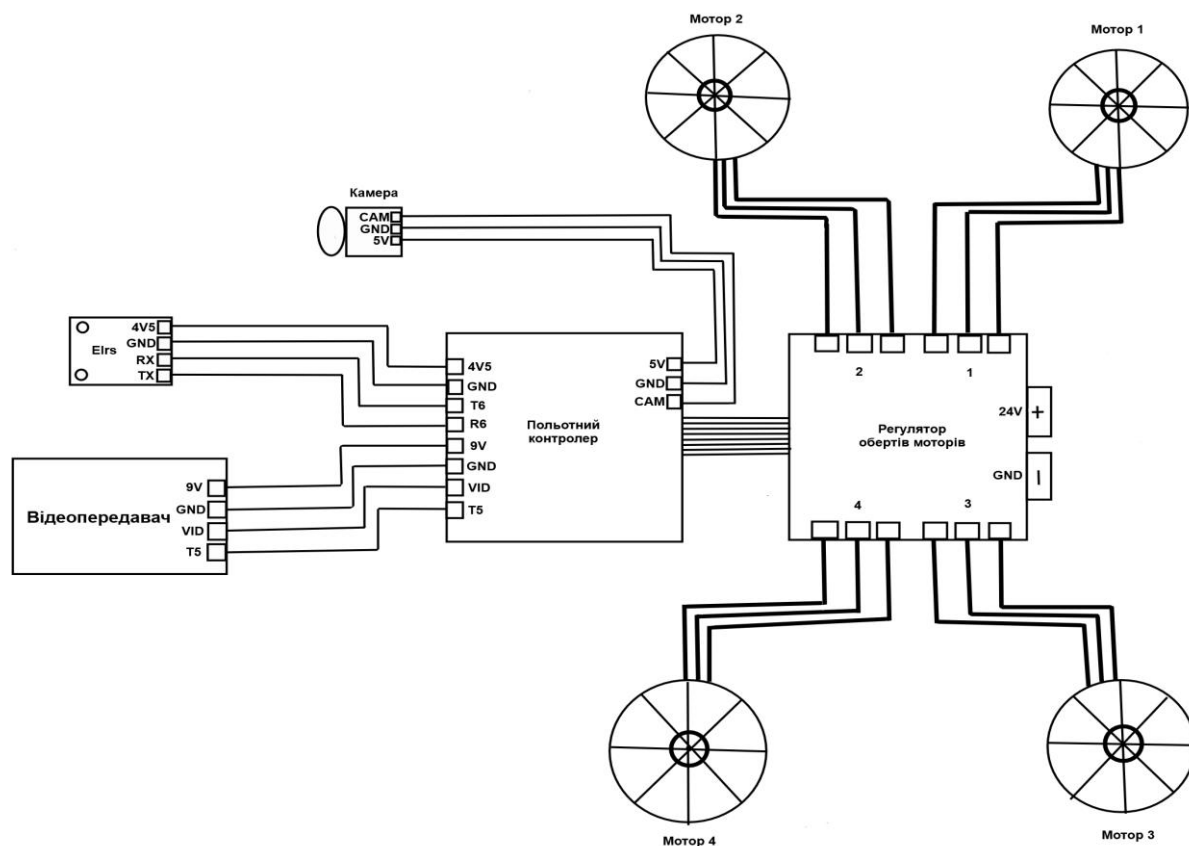 Мотор 2
Мотор 1
Камера
CAM
GND
5V
4V5
GND
RX
TX
Elrs
4V5
GND
T6
R6
9V
GND
VID
T5
5V
GND
CAM
Польотний
контролер
2
1
24V
+
Регулятор
обертів моторів
GND
-
4
3
9V
GND
VID
T5
Відеопередавач
Мотор 4
Мотор 3